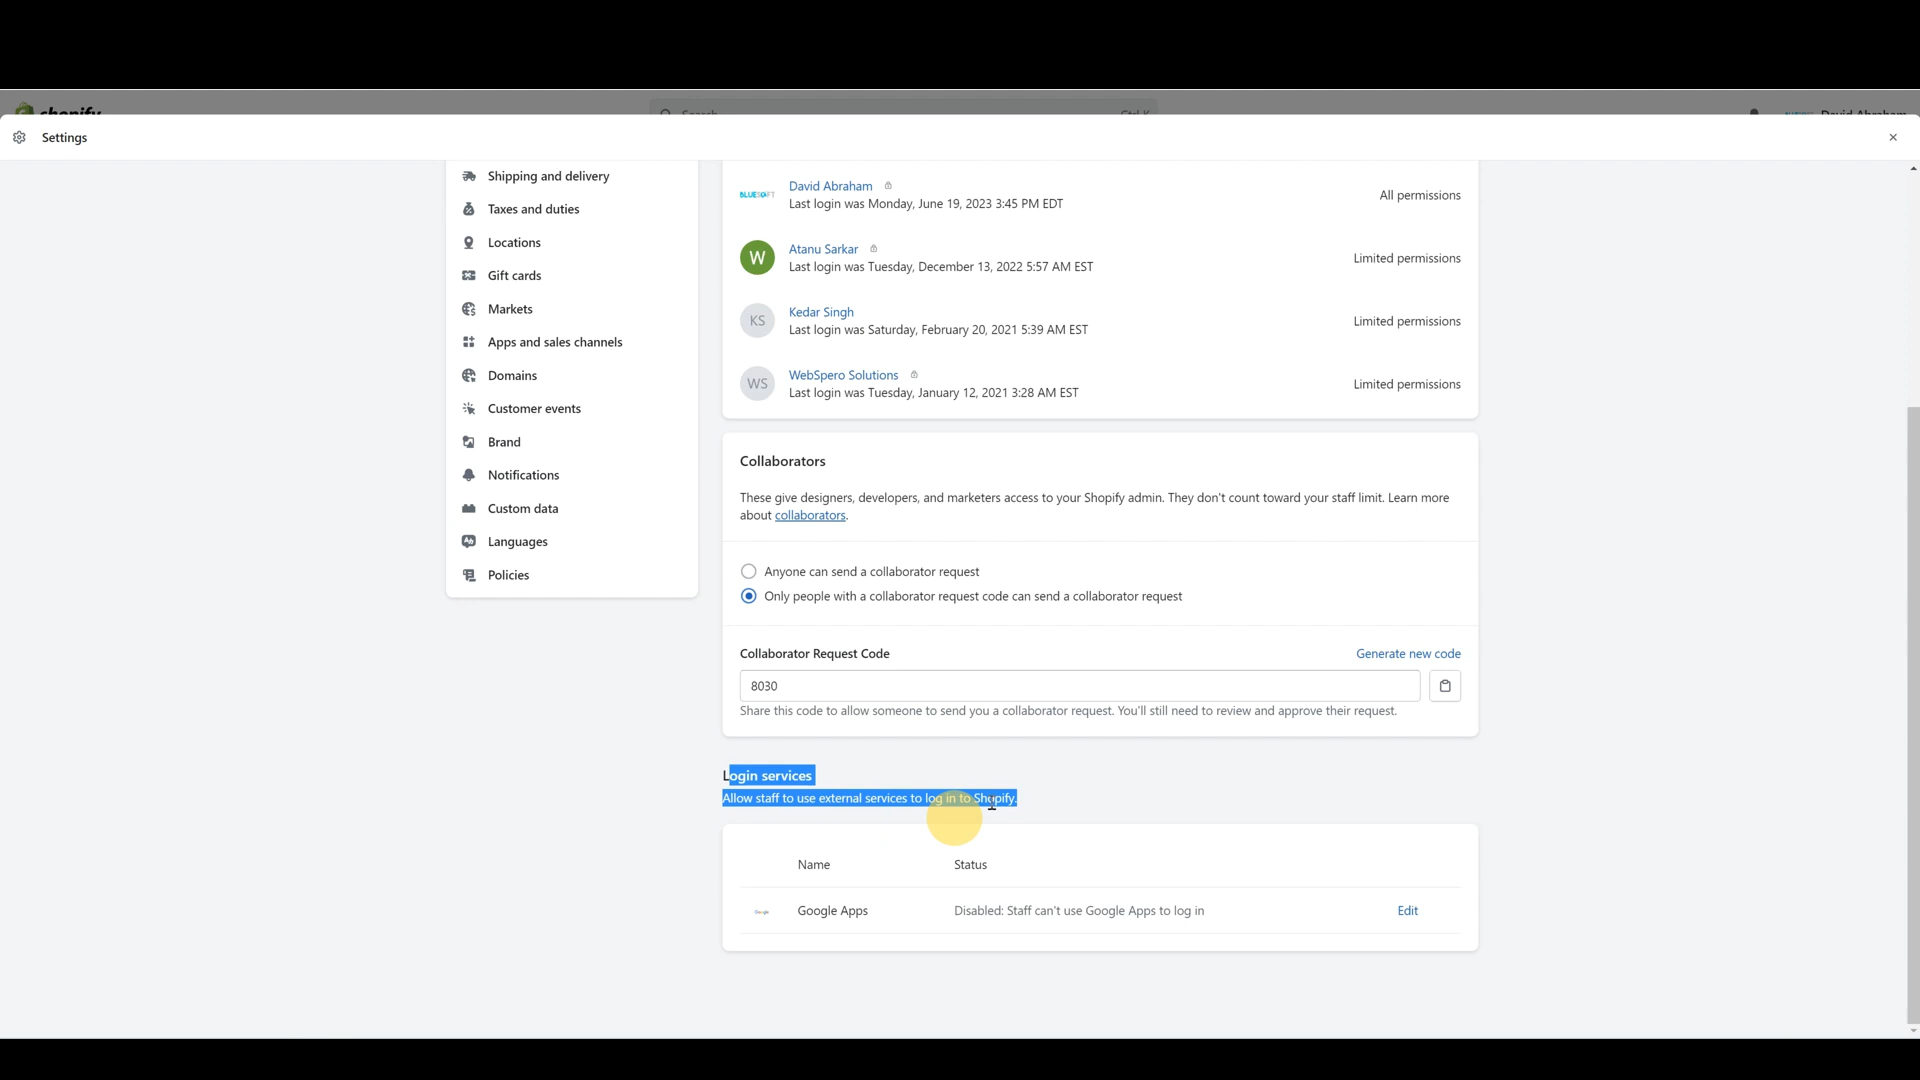 shopify
Search
Ctrl K
David Abraham
Settings
Shipping and delivery
Taxes and duties
Locations
Gift cards
Markets
Apps and sales channels
Domains
Customer events
Brand
Notifications
Custom data
Languages
Policies
BLUESOFT
David Abraham
Last login was Monday, June 19, 2023 3:45 PM EDT
All permissions
W
Atanu Sarkar
Last login was Tuesday, December 13, 2022 5:57 AM EST
Limited permissions
KS
Kedar Singh
Last login was Saturday, February 20, 2021 5:39 AM EST
Limited permissions
WS
WebSpero Solutions
Last login was Tuesday, January 12, 2021 3:28 AM EST
Limited permissions
Collaborators
These give designers, developers, and marketers access to your Shopify admin. They don't count toward your staff limit. Learn more
about collaborators.
Anyone can send a collaborator request
Only people with a collaborator request code can send a collaborator request
Collaborator Request Code
Generate new code
8030
Share this code to allow someone to send you a collaborator request. You'll still need to review and approve their request.
Login services
Allow staff to use external services to log in to Shopify.
Name Status
Google Google Apps Disabled: Staff can't use Google Apps to log in Edit